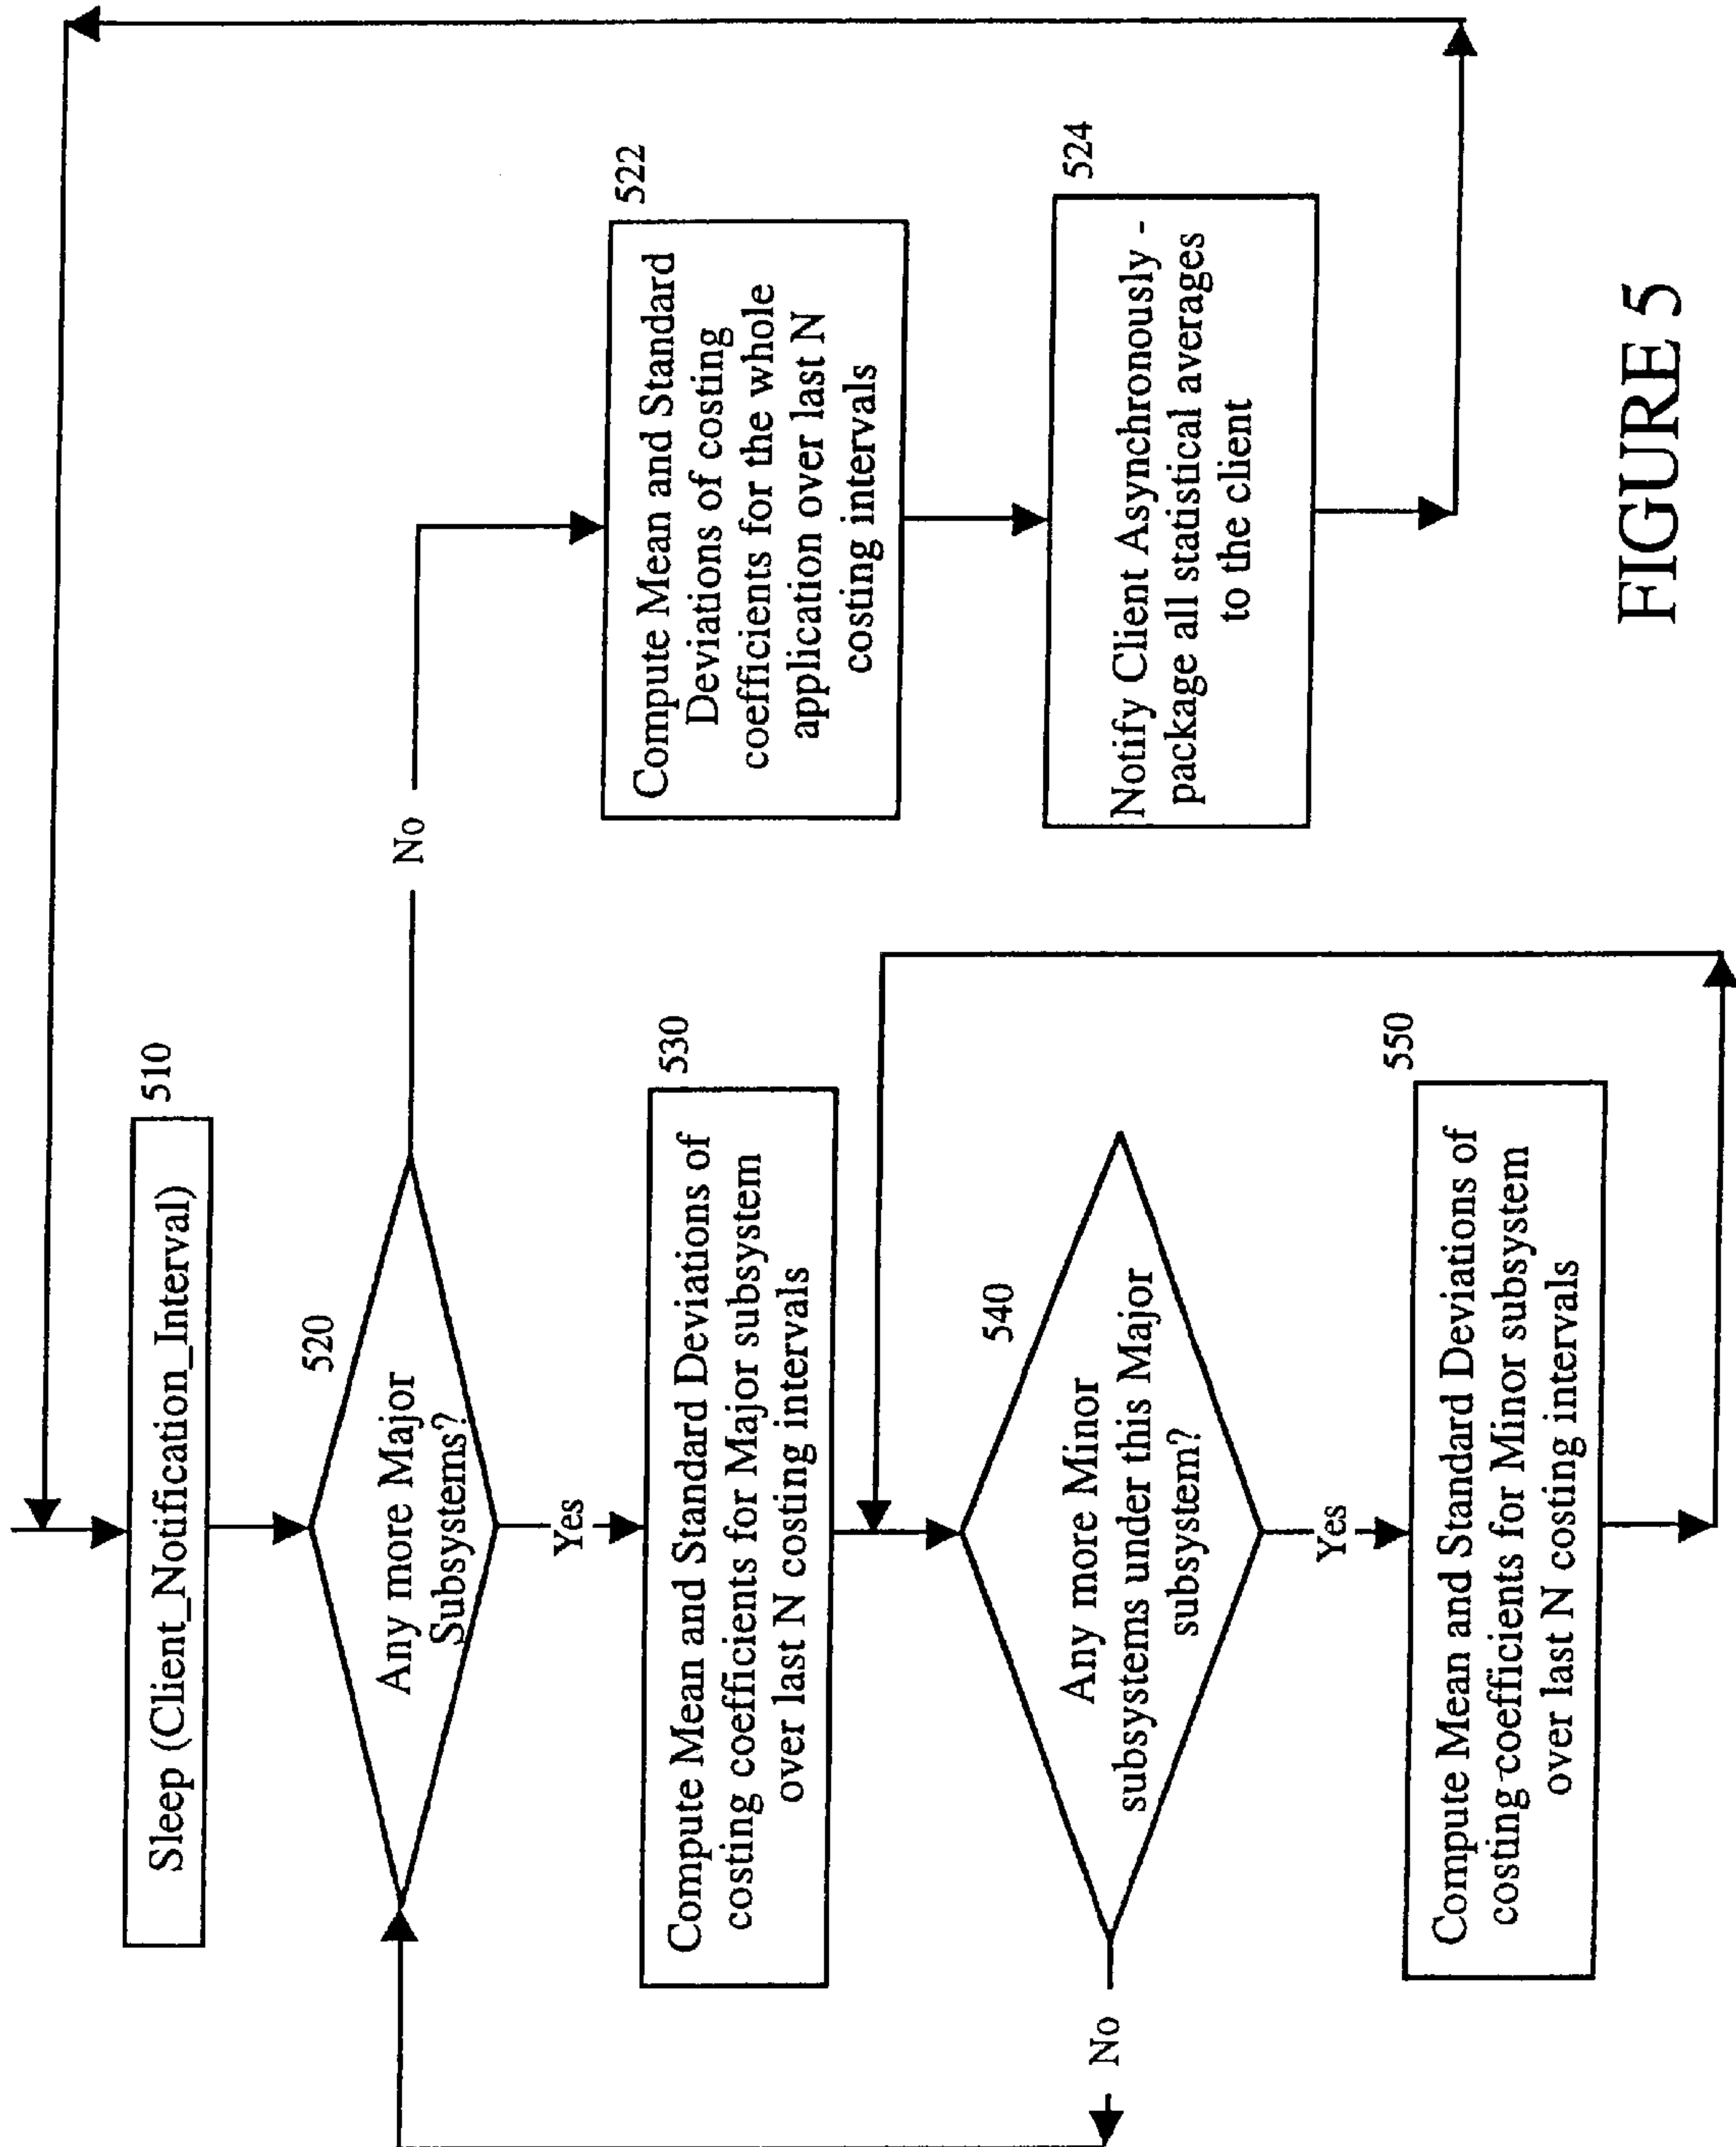 Sleep (Client_Notification_Interval)
510
520
Any more Major
Subsystems?
No
Yes
530
Compute Mean and Standard Deviations of
costing coefficients for Major subsystem
over last N costing intervals
540
Any more Minor
subsystems under this Major
subsystem?
No
Yes
550
Compute Mean and Standard Deviations of
costing coefficients for Minor subsystem
over last N costing intervals
522
Compute Mean and Standard
Deviations of costing
coefficients for the whole
application over last N
costing intervals
524
Notify Client Asynchronously -
package all statistical averages
to the client
FIGURE 5